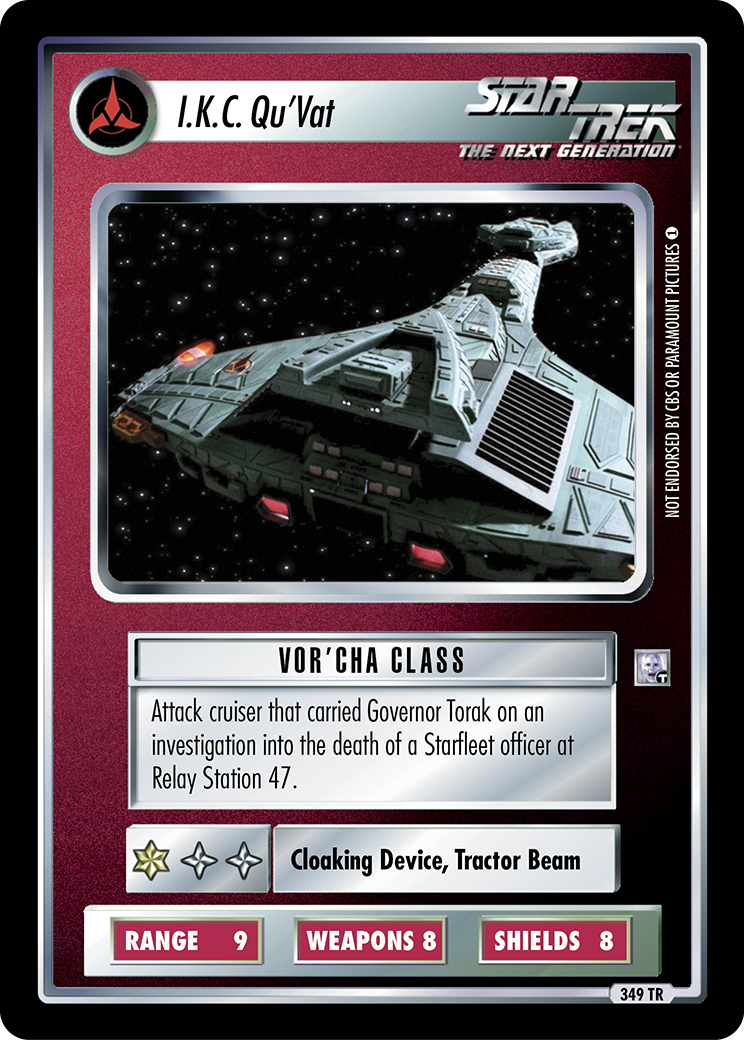 I.K.C. Qu'Vat
STAR TREK
THE NEXT GENERATION
NOT ENDORSED BY CBS OR PARAMOUNT PICTURES 1
VOR'CHA CLASS
T
Attack cruiser that carried Governor Torak on an
investigation into the death of a Starfleet officer at
Relay Station 47.
Cloaking Device, Tractor Beam
RANGE 9 WEAPONS 8 SHIELDS 8
349 TR